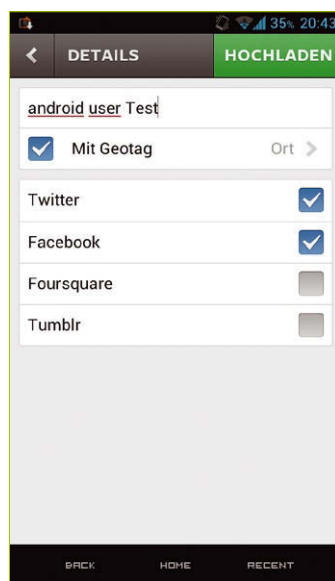 35% 20:43
DETAILS HOCHLADEN
android user Test
Mit Geotag Ort
Twitter
Facebook
Foursquare
Tumblr
BACK HOME RECENT